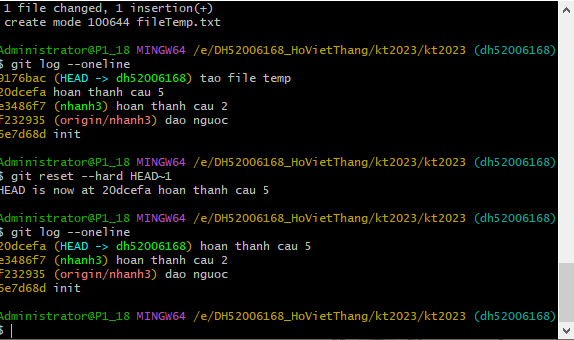 1 file changed, 1 insertion(+)
create mode 100644 fileTemp.txt
Administrator@P1_18 MINGW64 /e/DH52006168_HoVietThang/kt2023/kt2023 (dh52006168)
$ git log --oneline
9176bac (HEAD -> dh52006168) tao file temp
20dcefa hoan thanh cau 5
e3486f7 (nhanh3) hoan thanh cau 2
f232935 (origin/nhanh3) dao nguoc
6e7d68d init
Administrator@P1_18 MINGW64 /e/DH52006168_HoVietThang/kt2023/kt2023 (dh52006168)
$ git reset --hard HEAD~1
HEAD is now at 20dcefa hoan thanh cau 5
Administrator@P1_18 MINGW64 /e/DH52006168_HoVietThang/kt2023/kt2023 (dh52006168)
$ git log --oneline
20dcefa (HEAD -> dh52006168) hoan thanh cau 5
e3486f7 (nhanh3) hoan thanh cau 2
f232935 (origin/nhanh3) dao nguoc
6e7d68d init
Administrator@P1_18 MINGW64 /e/DH52006168_HoVietThang/kt2023/kt2023 (dh52006168)
$